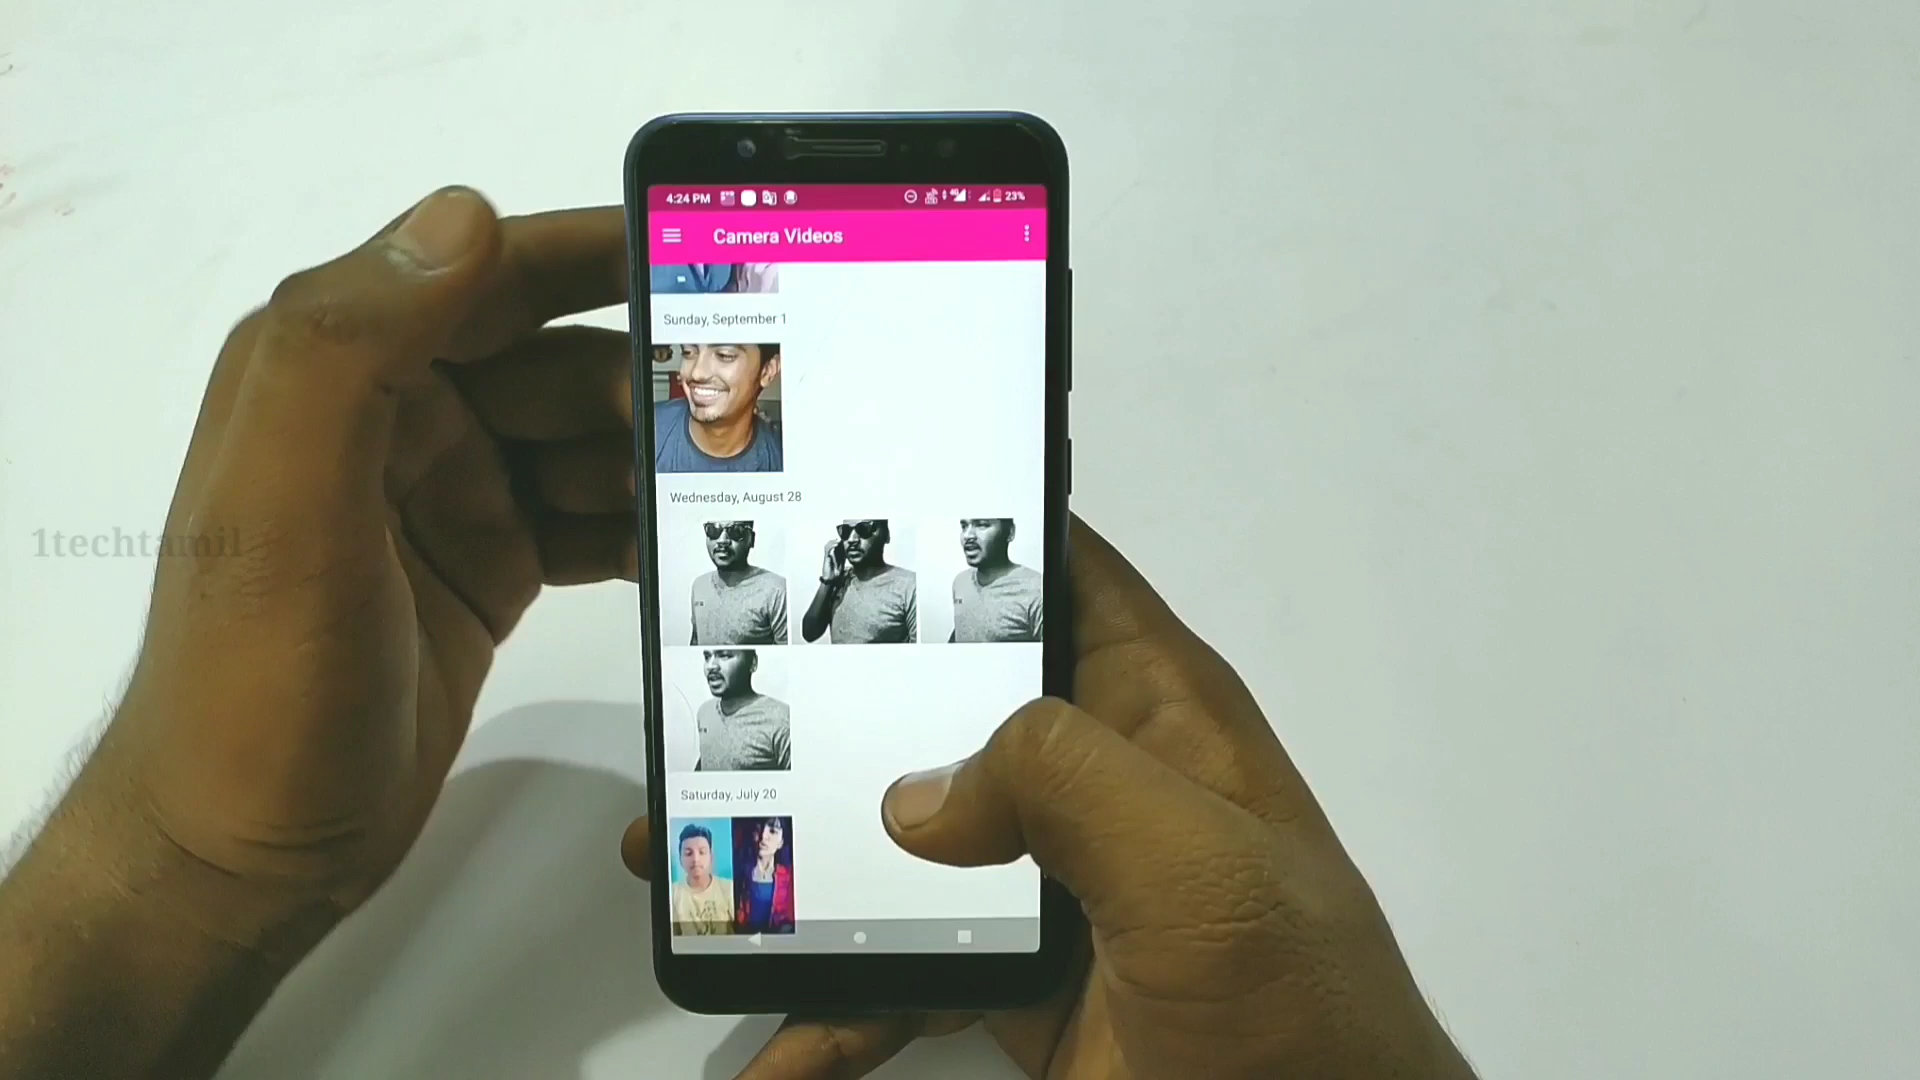 4:24 PM 23%
Camera Videos
Sunday, September 1
Wednesday, August 28
1techtamil
Saturday, July 20